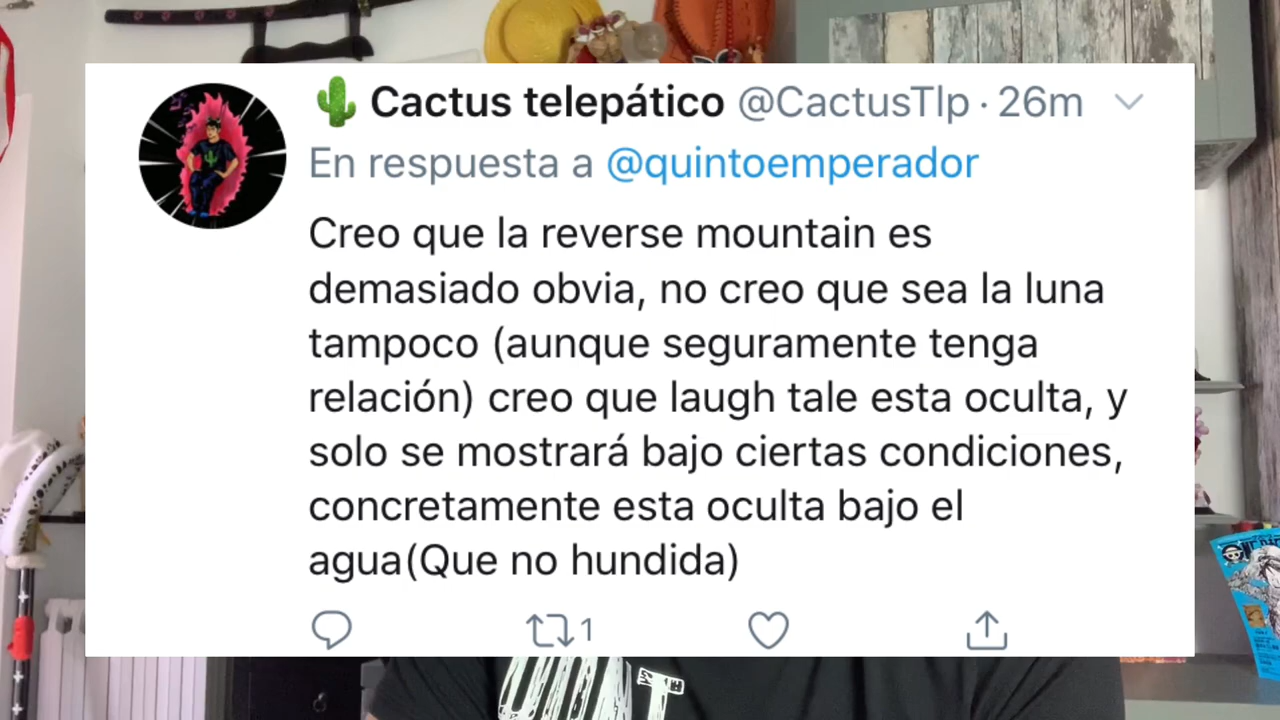 🌵 Cactus telepático @CactusTlp · 26m
En respuesta a @quintoemperador
Creo que la reverse mountain es
demasiado obvia, no creo que sea la luna
tampoco (aunque seguramente tenga
relación) creo que laugh tale esta oculta, y
solo se mostrará bajo ciertas condiciones,
concretamente esta oculta bajo el
agua(Que no hundida)
1